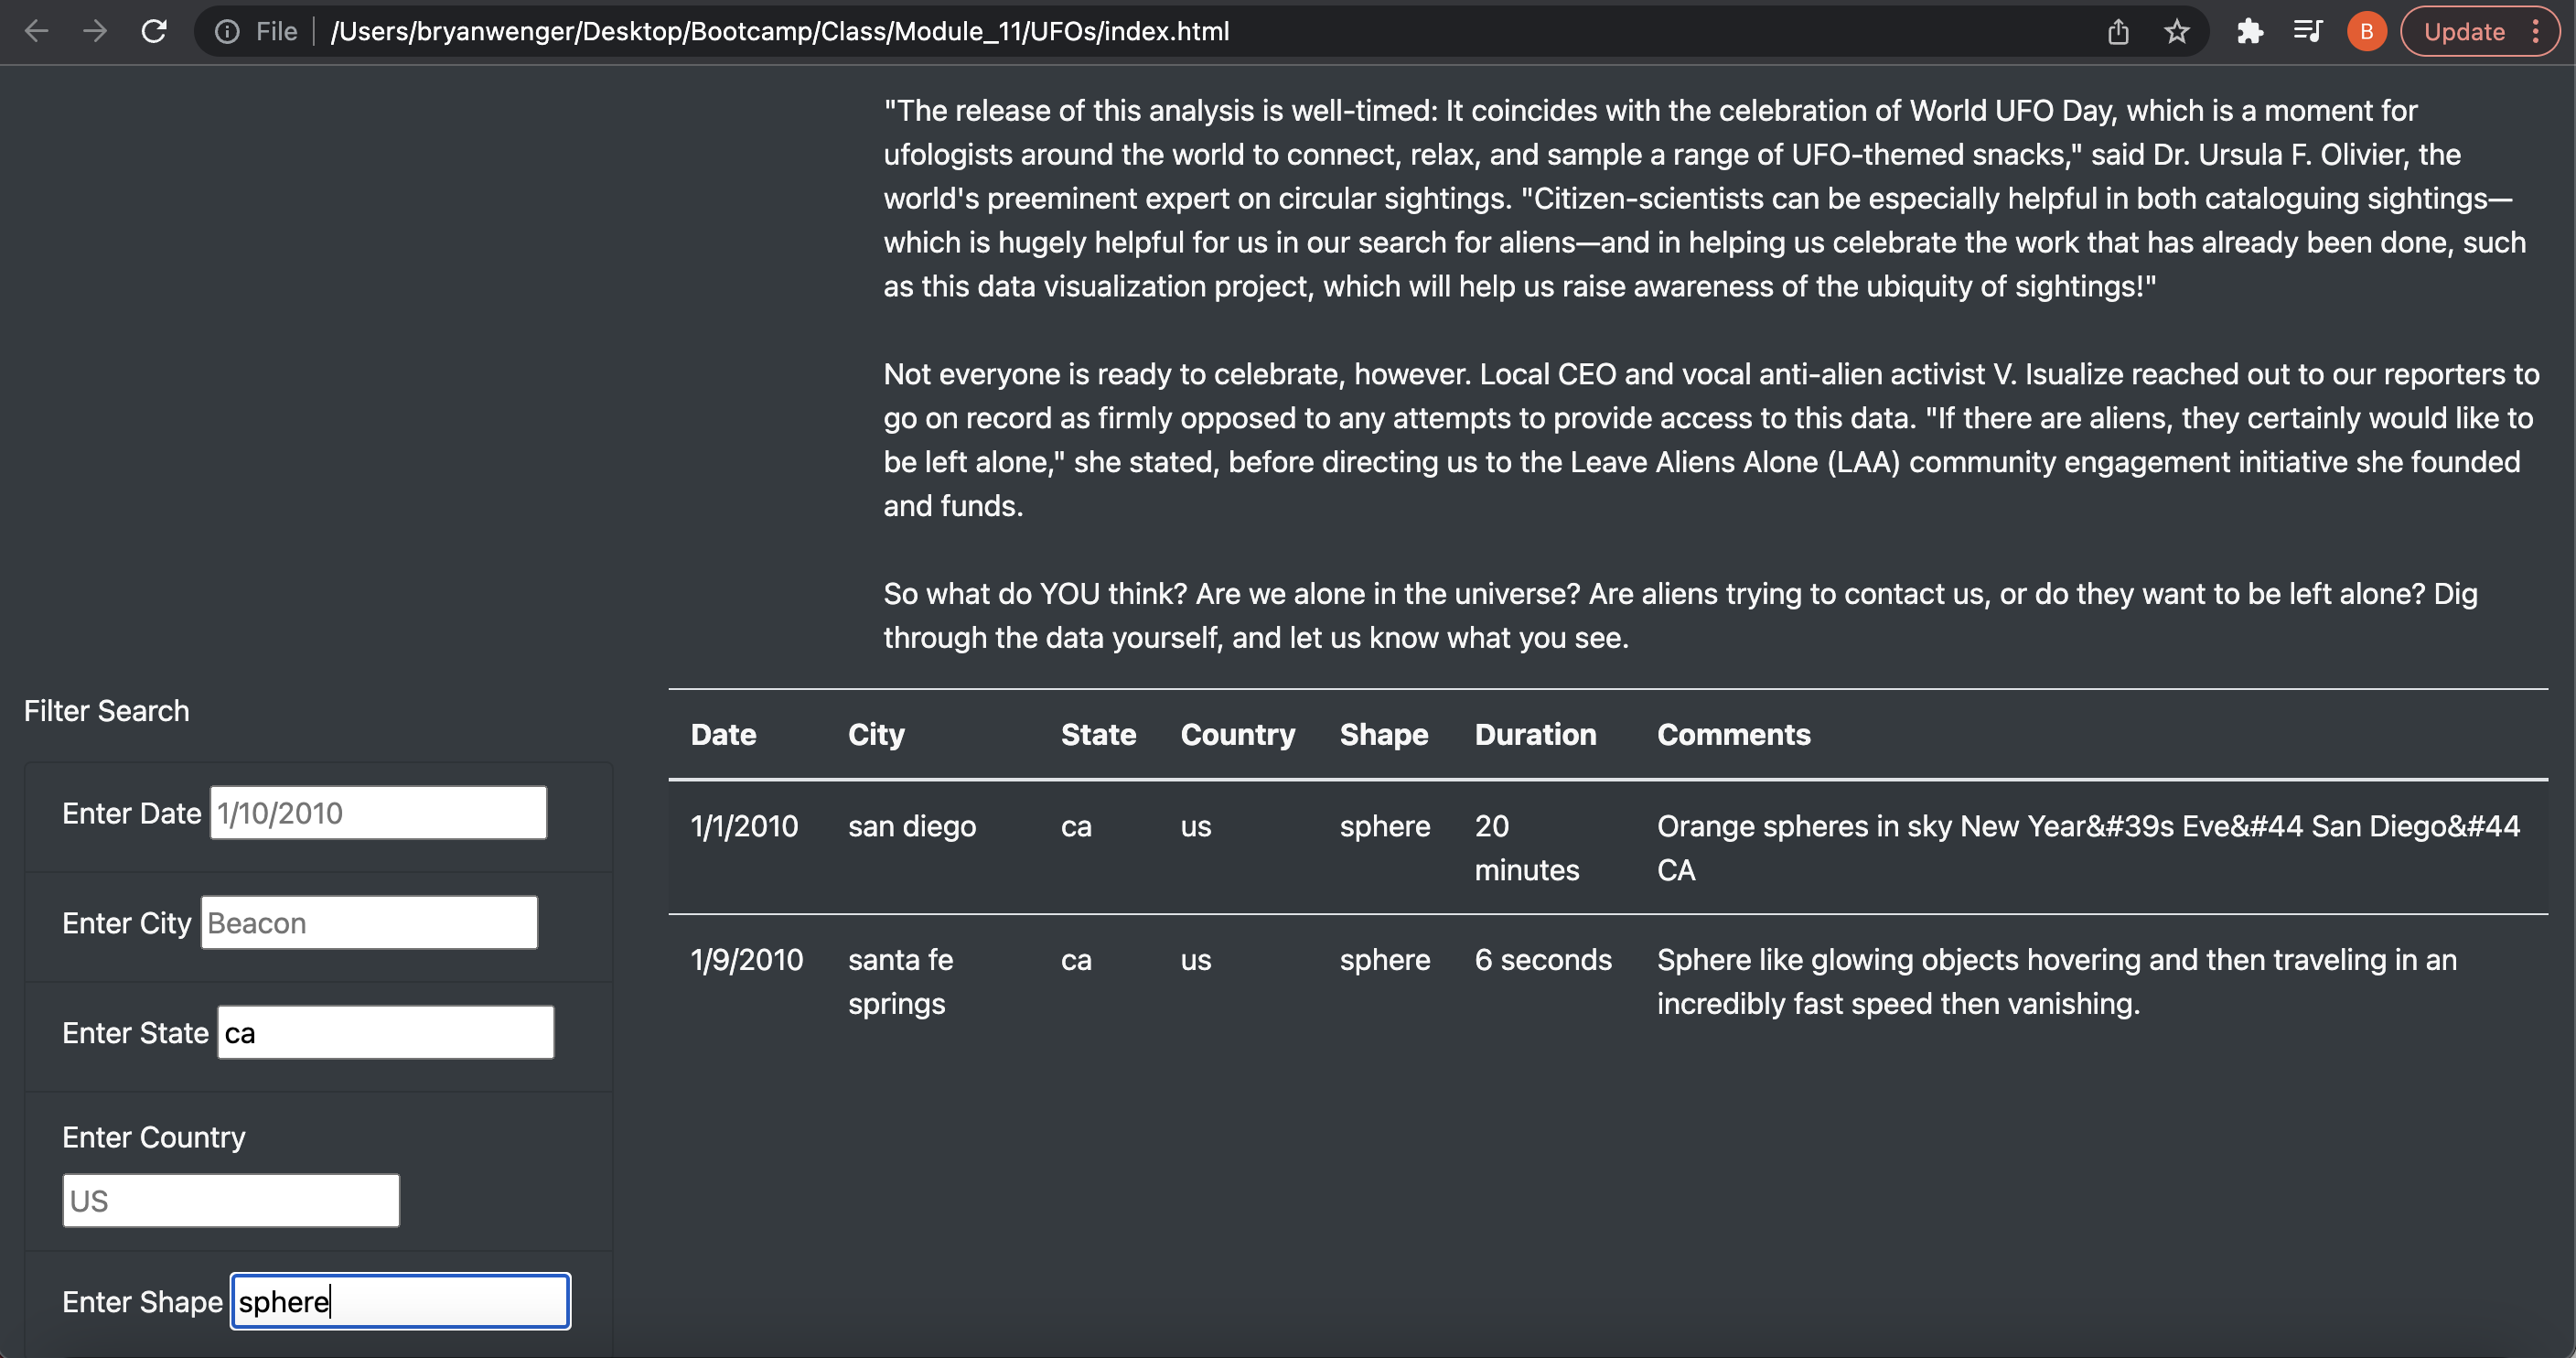 File /Users/bryanwenger/Desktop/Bootcamp/Class/Module_11/UFOs/index.html B Update
"The release of this analysis is well-timed: It coincides with the celebration of World UFO Day, which is a moment for
ufologists around the world to connect, relax, and sample a range of UFO-themed snacks," said Dr. Ursula F. Olivier, the
world's preeminent expert on circular sightings. "Citizen-scientists can be especially helpful in both cataloguing sightings—
which is hugely helpful for us in our search for aliens—and in helping us celebrate the work that has already been done, such
as this data visualization project, which will help us raise awareness of the ubiquity of sightings!"
Not everyone is ready to celebrate, however. Local CEO and vocal anti-alien activist V. Isualize reached out to our reporters to
go on record as firmly opposed to any attempts to provide access to this data. "If there are aliens, they certainly would like to
be left alone," she stated, before directing us to the Leave Aliens Alone (LAA) community engagement initiative she founded
and funds.
So what do YOU think? Are we alone in the universe? Are aliens trying to contact us, or do they want to be left alone? Dig
through the data yourself, and let us know what you see.
Filter Search
Enter Date 1/10/2010
Enter City Beacon
Enter State ca
Enter Country
US
Enter Shape sphere
Date City State Country Shape Duration Comments
1/1/2010 san diego ca us sphere 20 Orange spheres in sky New Year&#39s Eve&#44 San Diego&#44
minutes CA
1/9/2010 santa fe ca us sphere 6 seconds Sphere like glowing objects hovering and then traveling in an
springs incredibly fast speed then vanishing.